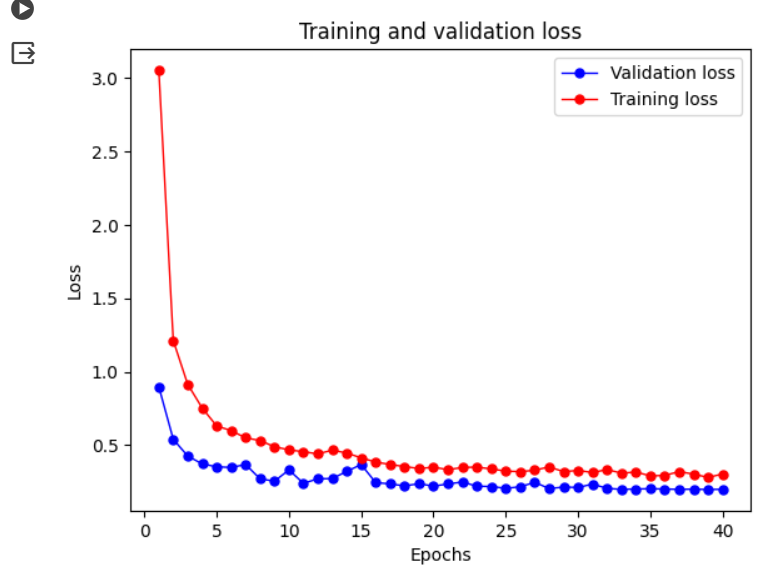 Training and validation loss
Validation loss
Training loss
3.0
2.5
2.0
1.5
1.0
0.5
Loss
0 5 10 15 20 25 30 35 40
Epochs